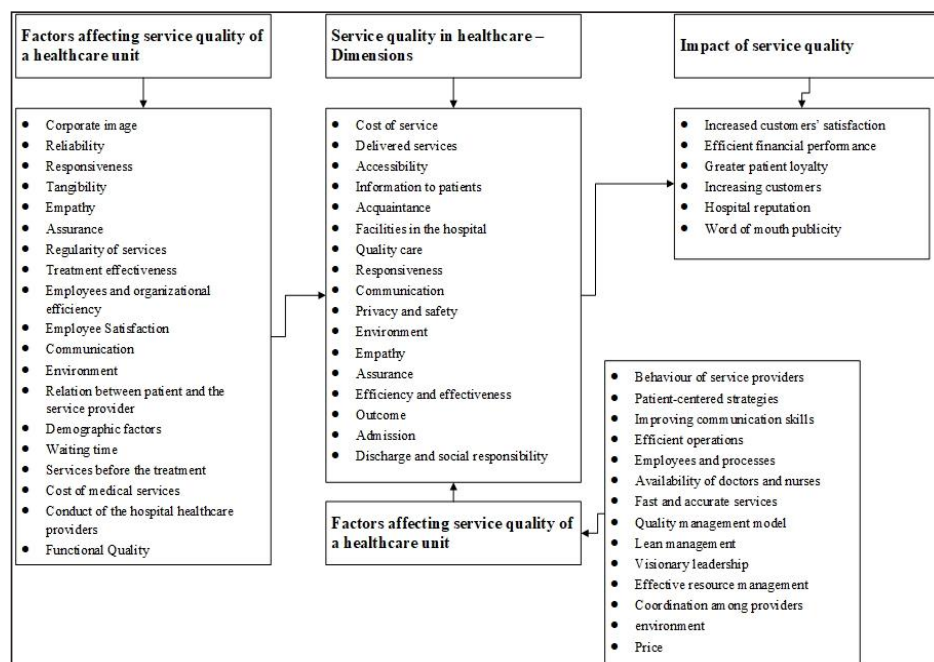 Factors affecting service quality of
a healthcare unit
Service quality in healthcare –
Dimensions
Impact of service quality
● Corporate image
● Reliability
● Responsiveness
● Tangibility
● Empathy
● Assurance
● Regularity of services
● Treatment effectiveness
● Employees and organizational
efficiency
● Employee Satisfaction
● Communication
● Environment
● Relation between patient and the
service provider
● Demographic factors
● Waiting time
● Services before the treatment
● Cost of medical services
● Conduct of the hospital healthcare
providers
● Functional Quality
● Cost of service
● Delivered services
● Accessibility
● Information to patients
● Acquaintance
● Facilities in the hospital
● Quality care
● Responsiveness
● Communication
● Privacy and safety
● Environment
● Empathy
● Assurance
● Efficiency and effectiveness
● Outcome
● Admission
● Discharge and social responsibility
● Increased customers' satisfaction
● Efficient financial performance
● Greater patient loyalty
● Increasing customers
● Hospital reputation
● Word of mouth publicity
Factors affecting service quality of
a healthcare unit
● Behaviour of service providers
● Patient-centered strategies
● Improving communication skills
● Efficient operations
● Employees and processes
● Availability of doctors and nurses
● Fast and accurate services
● Quality management model
● Lean management
● Visionary leadership
● Effective resource management
● Coordination among providers
● environment
● Price